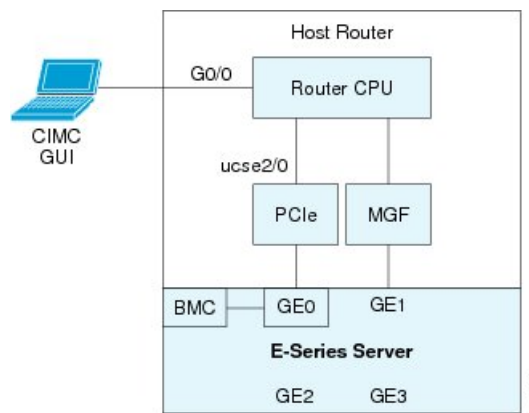 Host Router
G0/0
Router CPU
CIMC
GUI
ucse2/0
PCIe
MGF
BMC
GE0
GE1
E-Series Server
GE2
GE3